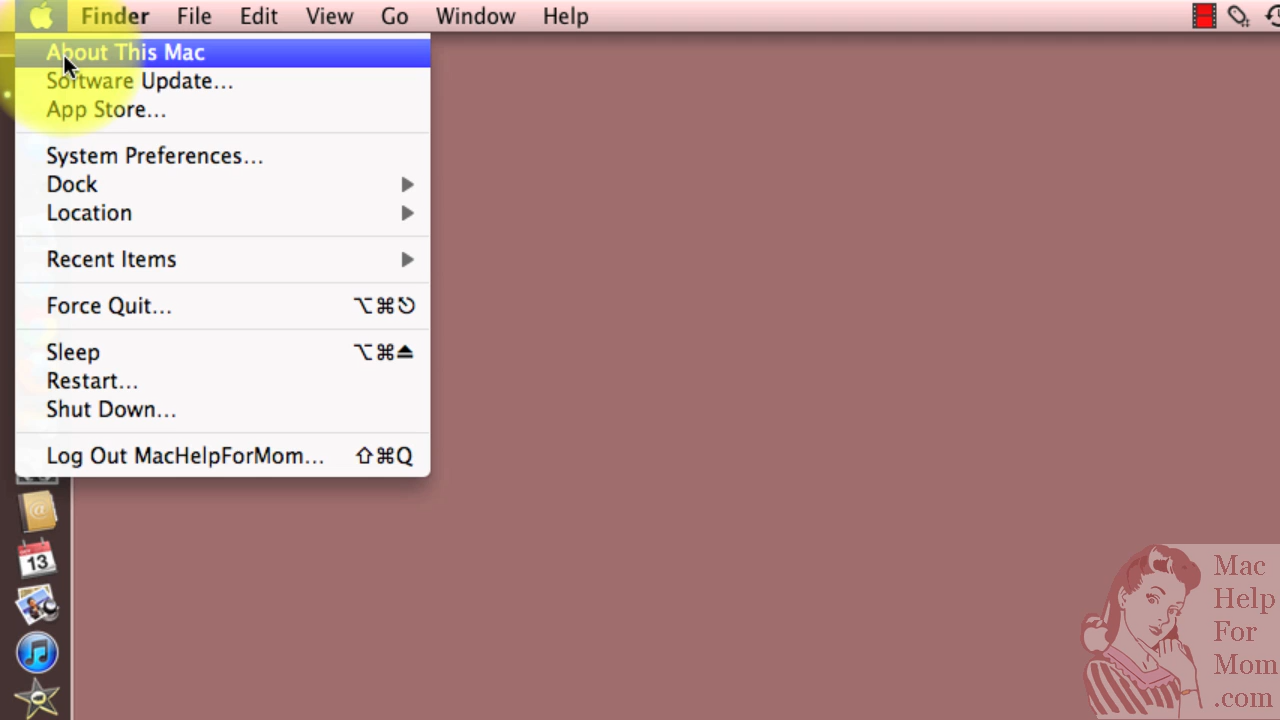 Finder File Edit View Go Window Help
About This Mac
Software Update...
App Store...
System Preferences...
Dock
Location
Recent Items
Force Quit... ⌥⌘⎋
Sleep ⌥⌘⏏
Restart...
Shut Down...
Log Out MacHelpForMom... ⇧⌘Q
13
Mac
Help
For
Mom
.com